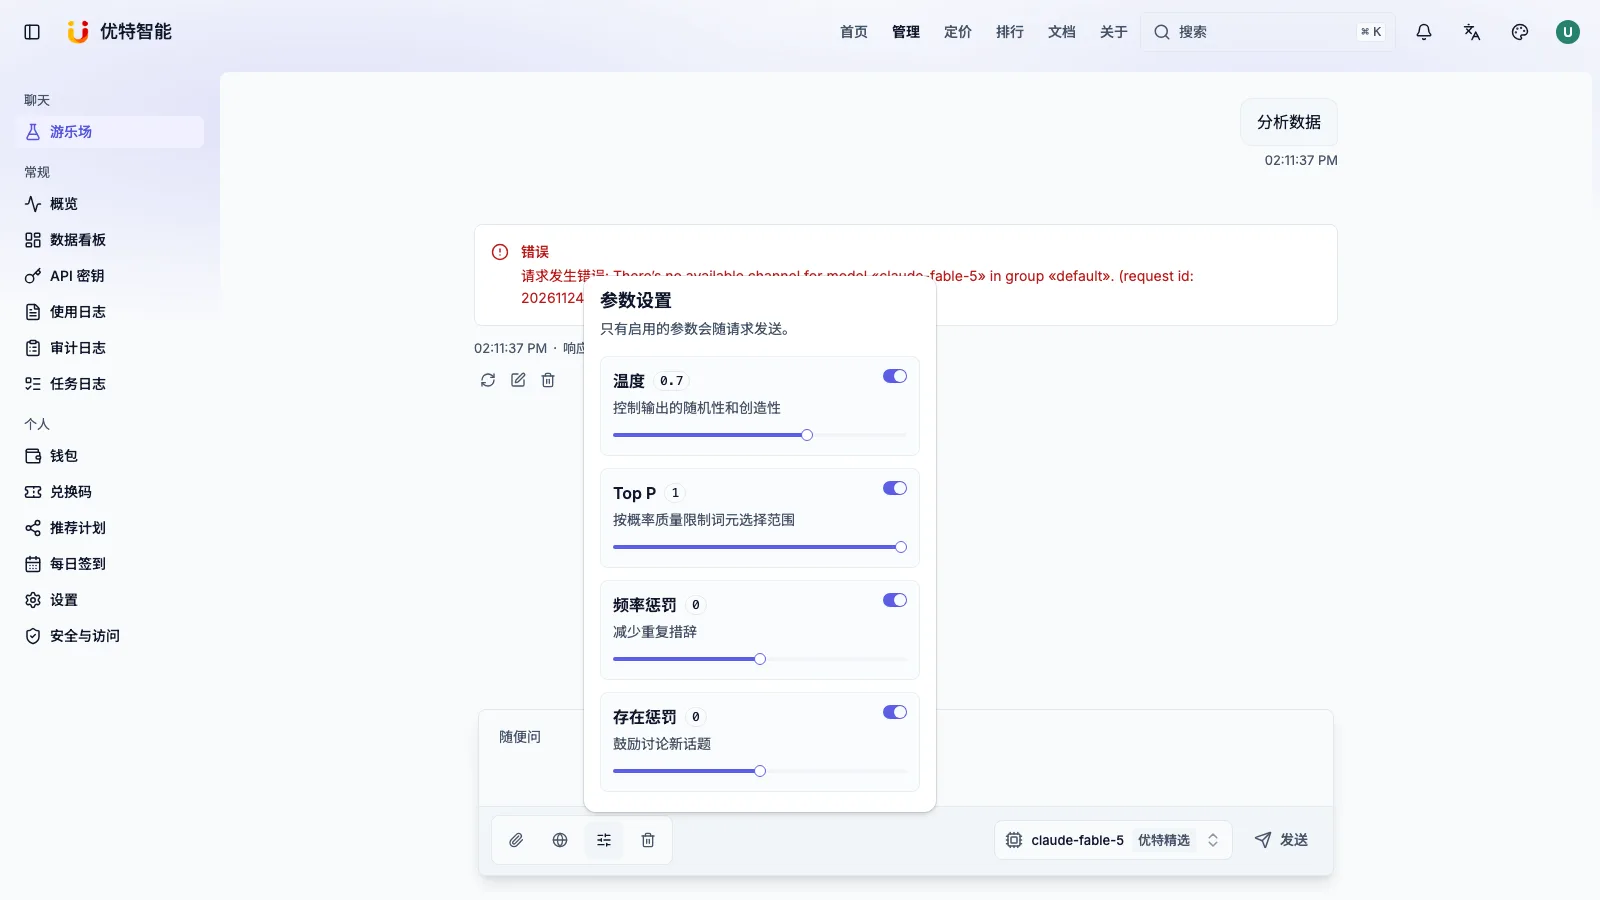 优特智能
首页
管理
定价
排行
文档
关于
搜索
⌘ K
U
聊天
游乐场
常规
概览
数据看板
API 密钥
使用日志
审计日志
任务日志
个人
钱包
兑换码
推荐计划
每日签到
设置
安全与访问
分析数据
02:11:37 PM
错误
请求发生错误: There's no available channel for model «claude-fable-5» in group «default». (request id:
20261124
02:11:37 PM · 响应
参数设置
只有启用的参数会随请求发送。
温度 0.7
控制输出的随机性和创造性
Top P 1
按概率质量限制词元选择范围
频率惩罚 0
减少重复措辞
存在惩罚 0
鼓励讨论新话题
随便问
claude-fable-5 优特精选
发送